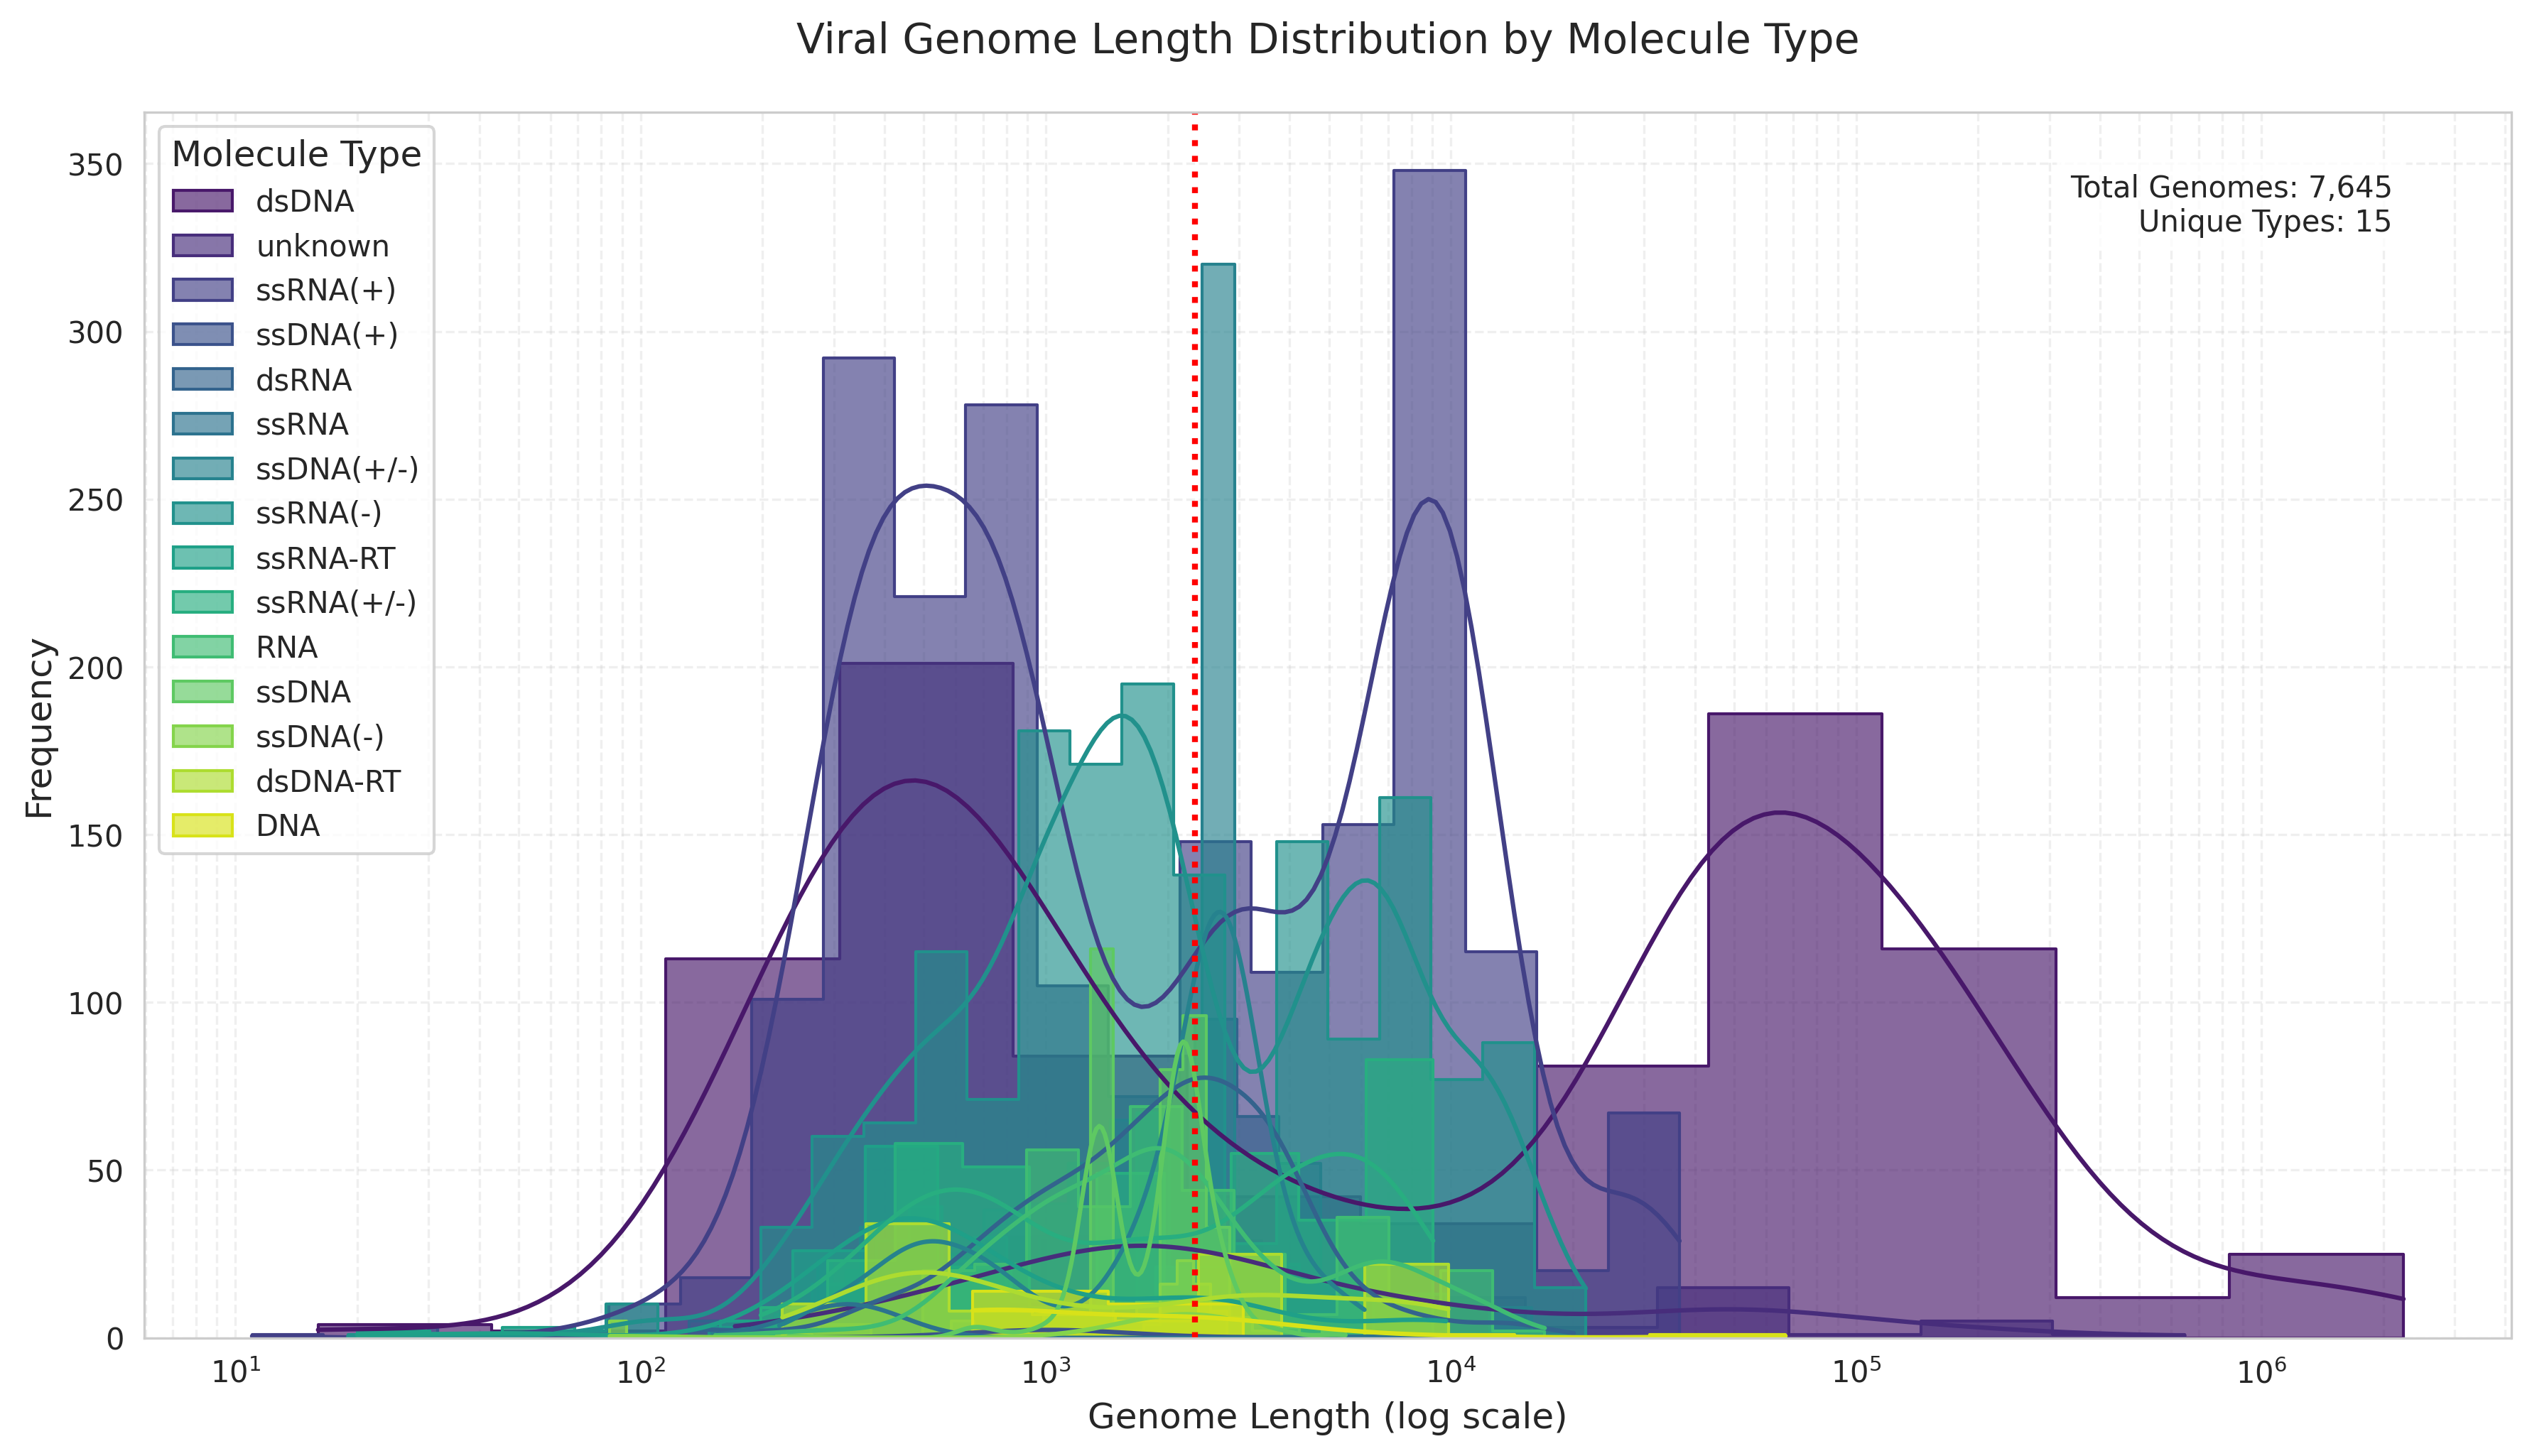 Viral Genome Length Distribution by Molecule Type
Molecule Type
dsDNA
unknown
ssRNA(+)
ssDNA(+)
dsRNA
ssRNA
ssDNA(+/-)
ssRNA(-)
ssRNA-RT
ssRNA(+/-)
RNA
ssDNA
ssDNA(-)
dsDNA-RT
DNA
Total Genomes: 7,645
Unique Types: 15
Frequency
350
300
250
200
150
100
50
0
10¹
10²
10³
10⁴
10⁵
10⁶
Genome Length (log scale)